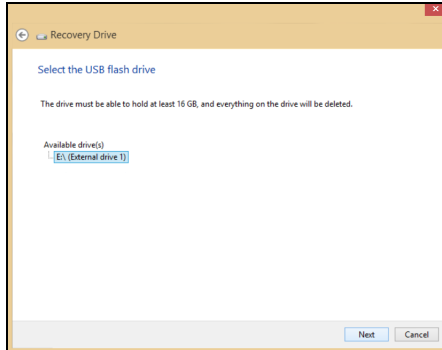 Recovery Drive
Select the USB flash drive
The drive must be able to hold at least 16 GB, and everything on the drive will be deleted.
Available drive(s)
E:\ (External drive 1)
Next Cancel